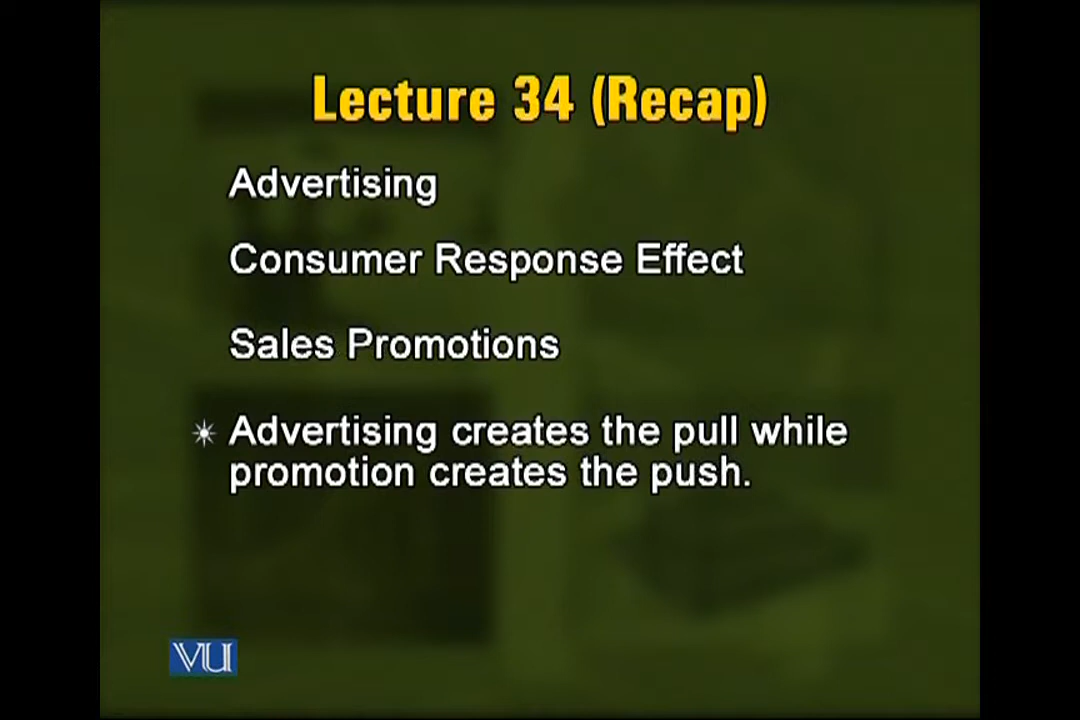 Lecture 34 (Recap)
Advertising
Consumer Response Effect
Sales Promotions
Advertising creates the pull while
promotion creates the push.
VU